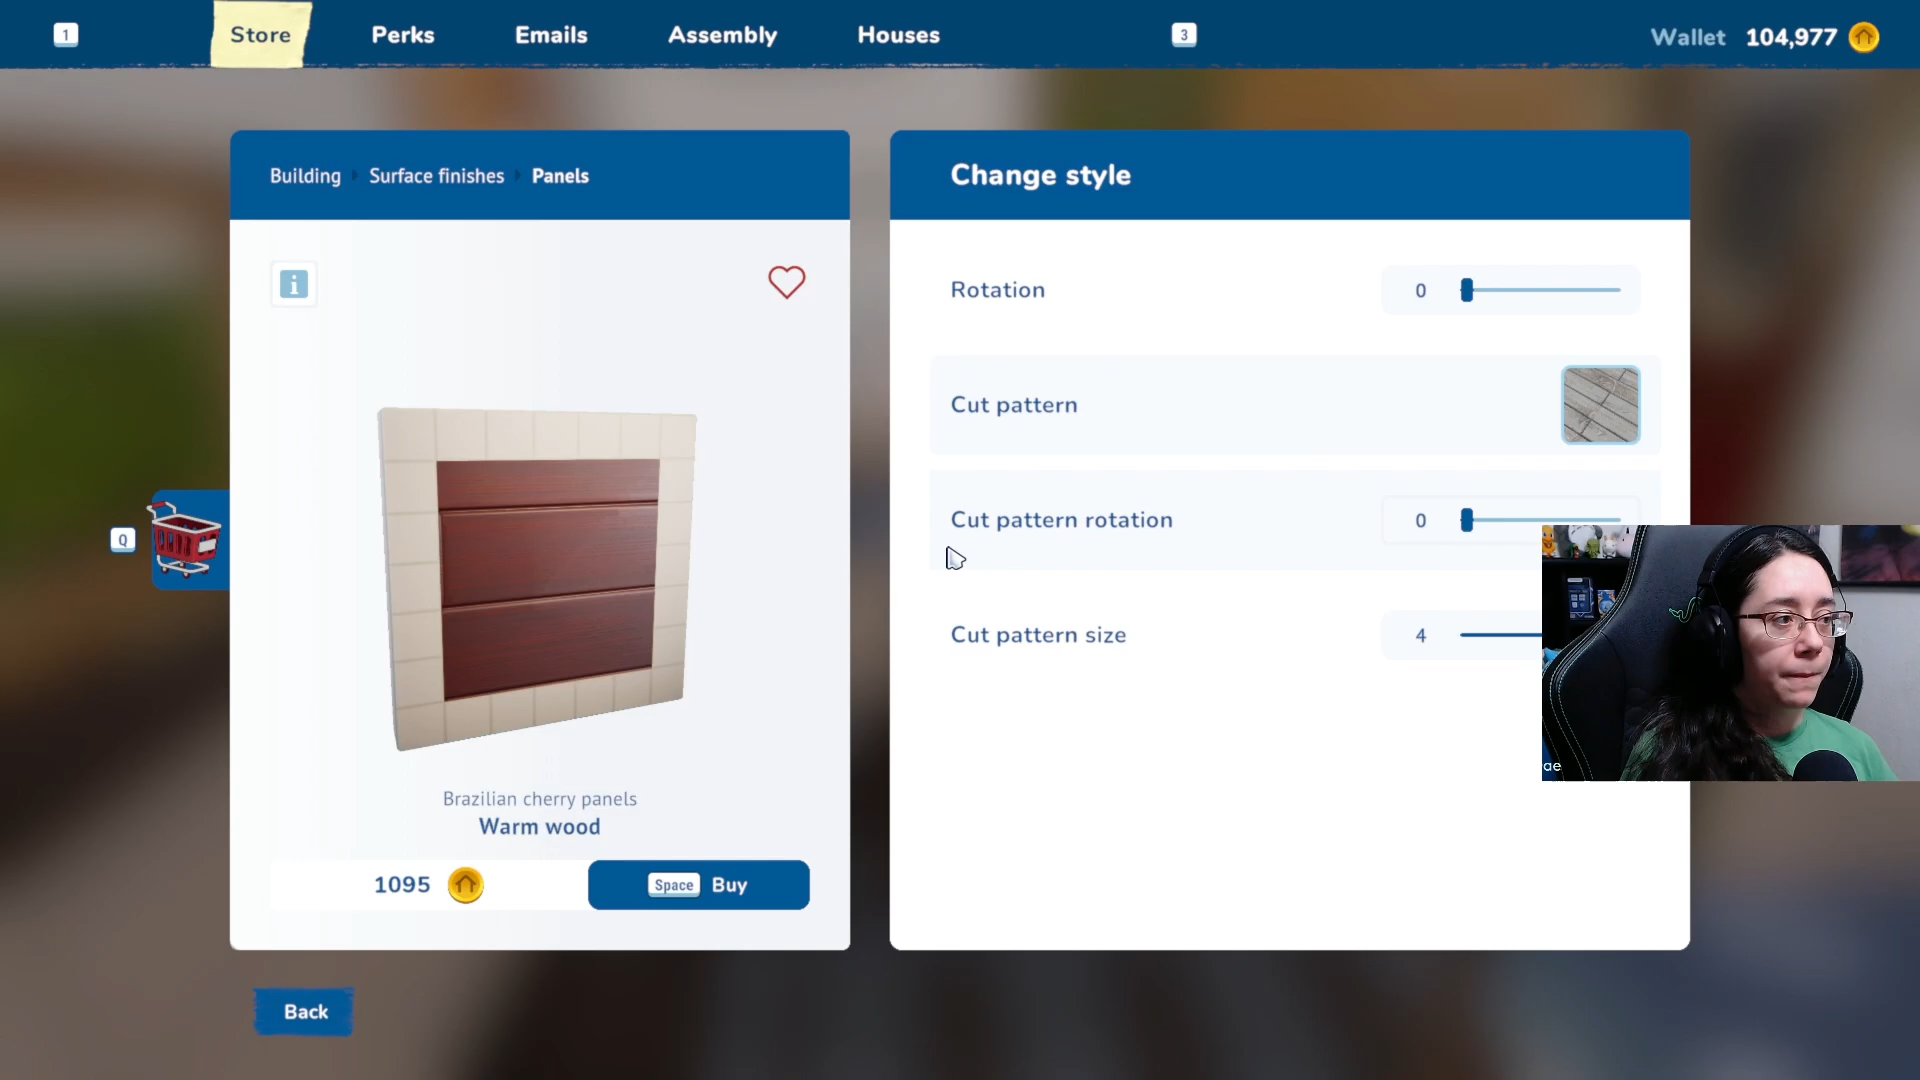 1
Store
Perks
Emails
Assembly
Houses
3
Wallet 104,977
Building Surface finishes Panels
Change style
i
Rotation 0
Cut pattern
Cut pattern rotation 0
Q
Cut pattern size 4
ae
Brazilian cherry panels
Warm wood
1095
Space Buy
Back